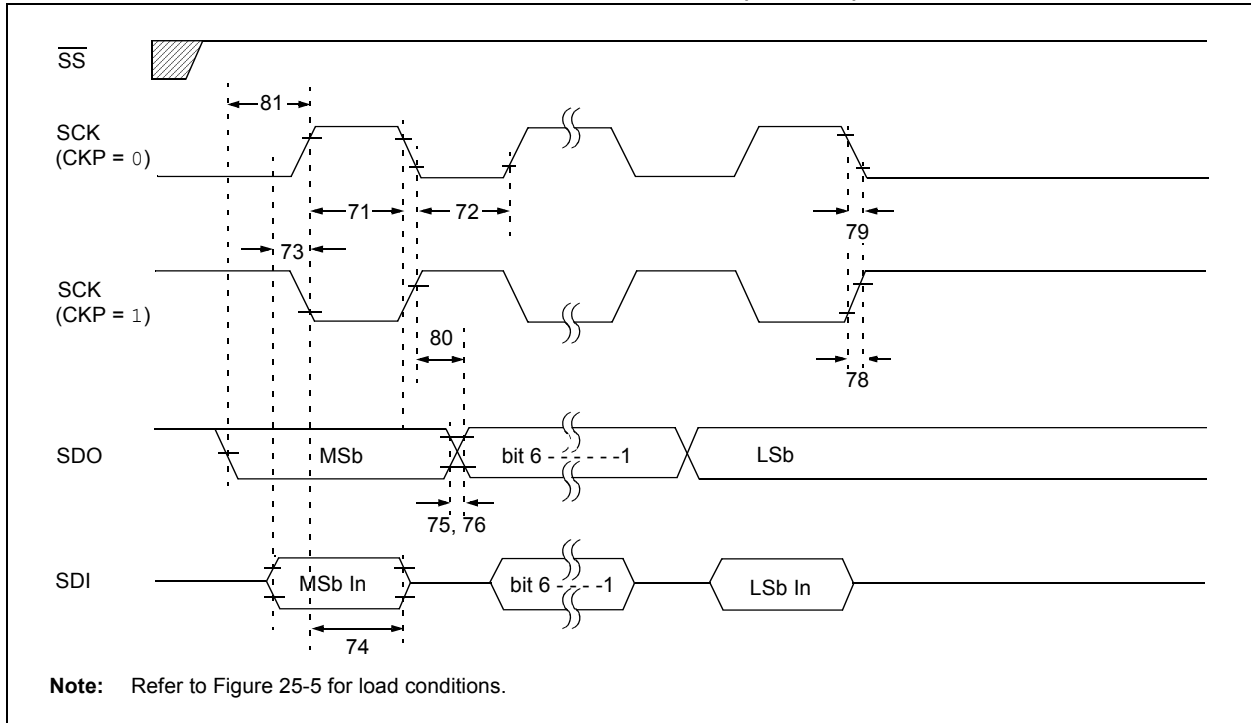 SS
81
SCK
(CKP = 0)
71
72
79
73
SCK
(CKP = 1)
80
78
SDO
MSb
bit 6 - - - - - - -1
LSb
75, 76
SDI
MSb In
bit 6 - - - - -1
LSb In
74
Note: Refer to Figure 25-5 for load conditions.